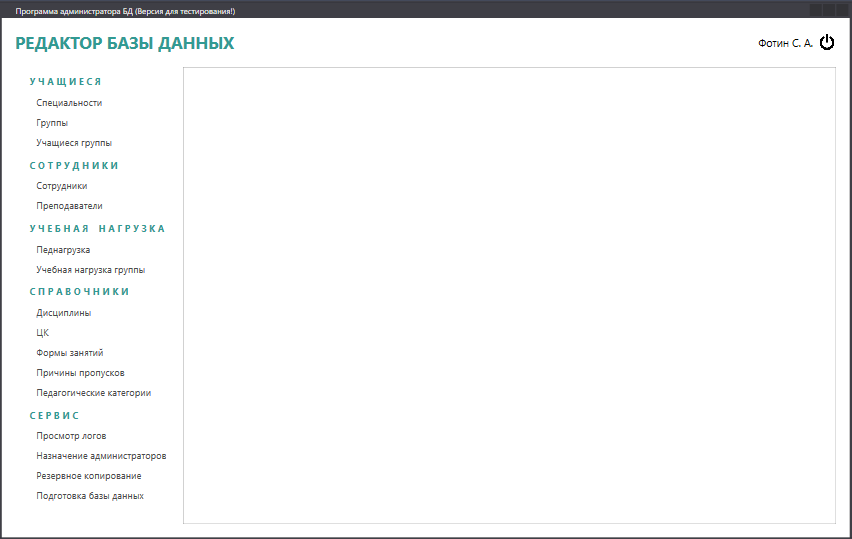 Программа администратора БД (Версия для тестирования!)
РЕДАКТОР БАЗЫ ДАННЫХ
Фотин С. А.
УЧАЩИЕСЯ
Специальности
Группы
Учащиеся группы
СОТРУДНИКИ
Сотрудники
Преподаватели
УЧЕБНАЯ НАГРУЗКА
Педнагрузка
Учебная нагрузка группы
СПРАВОЧНИКИ
Дисциплины
ЦК
Формы занятий
Причины пропусков
Педагогические категории
СЕРВИС
Просмотр логов
Назначение администраторов
Резервное копирование
Подготовка базы данных